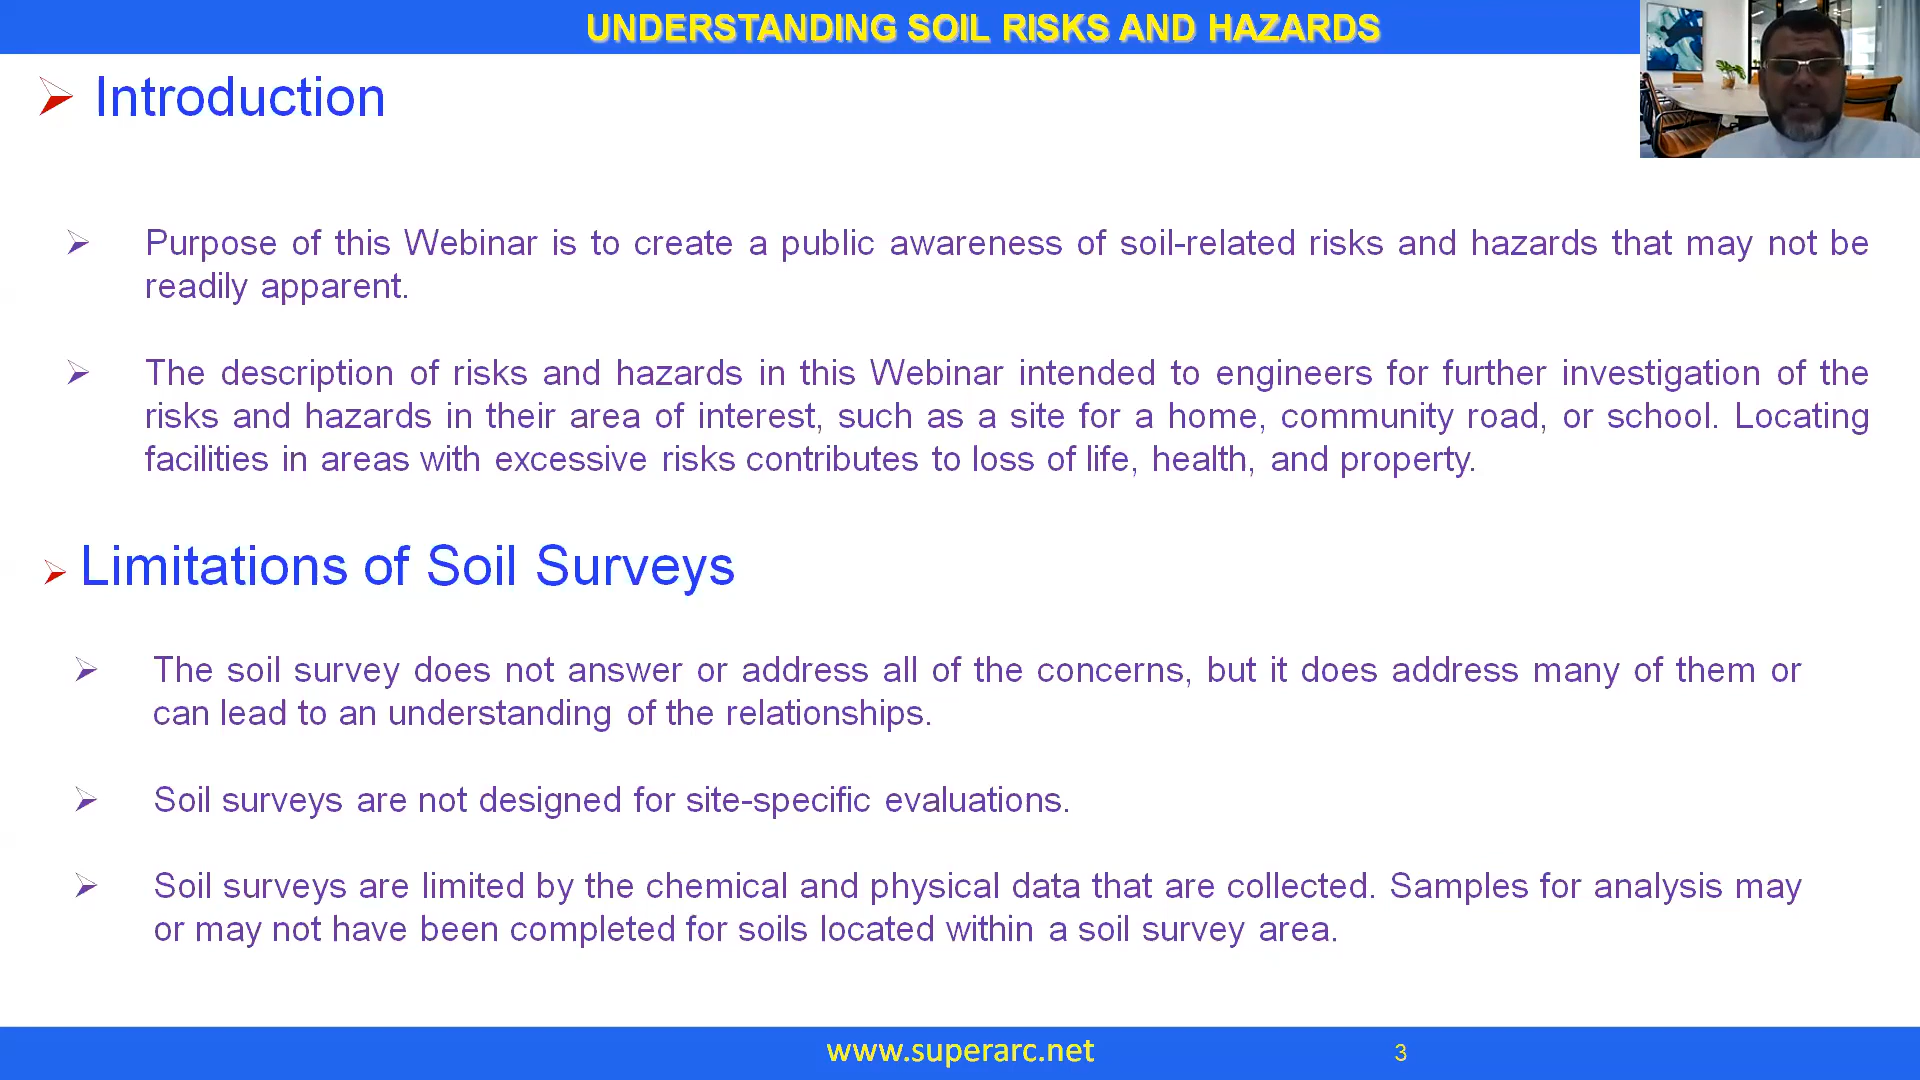 UNDERSTANDING SOIL RISKS AND HAZARDS
Introduction
Purpose of this Webinar is to create a public awareness of soil-related risks and hazards that may not be
readily apparent.
The description of risks and hazards in this Webinar intended to engineers for further investigation of the
risks and hazards in their area of interest, such as a site for a home, community road, or school. Locating
facilities in areas with excessive risks contributes to loss of life, health, and property.
Limitations of Soil Surveys
The soil survey does not answer or address all of the concerns, but it does address many of them or
can lead to an understanding of the relationships.
Soil surveys are not designed for site-specific evaluations.
Soil surveys are limited by the chemical and physical data that are collected. Samples for analysis may
or may not have been completed for soils located within a soil survey area.
www.superarc.net
3